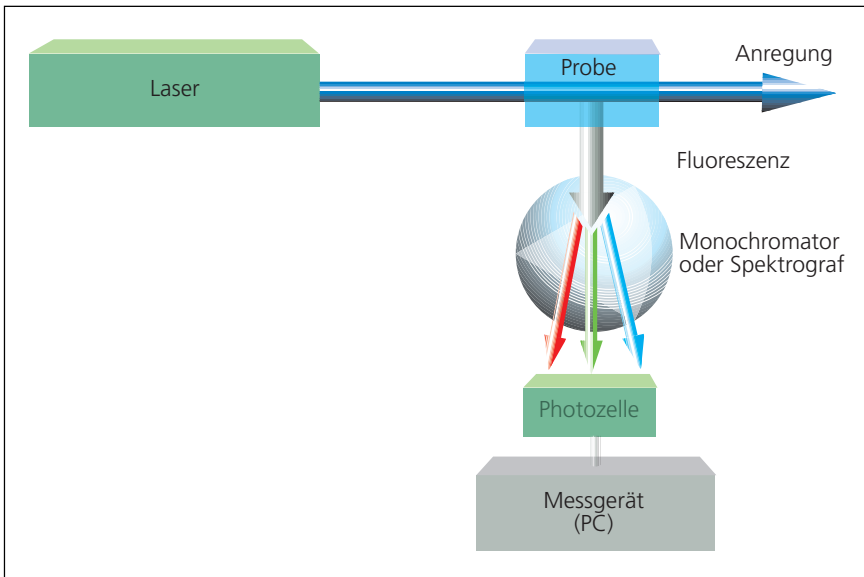 Laser
Probe
Anregung
Fluoreszenz
Monochromator
oder Spektrograf
Photozelle
Messgerät
(PC)